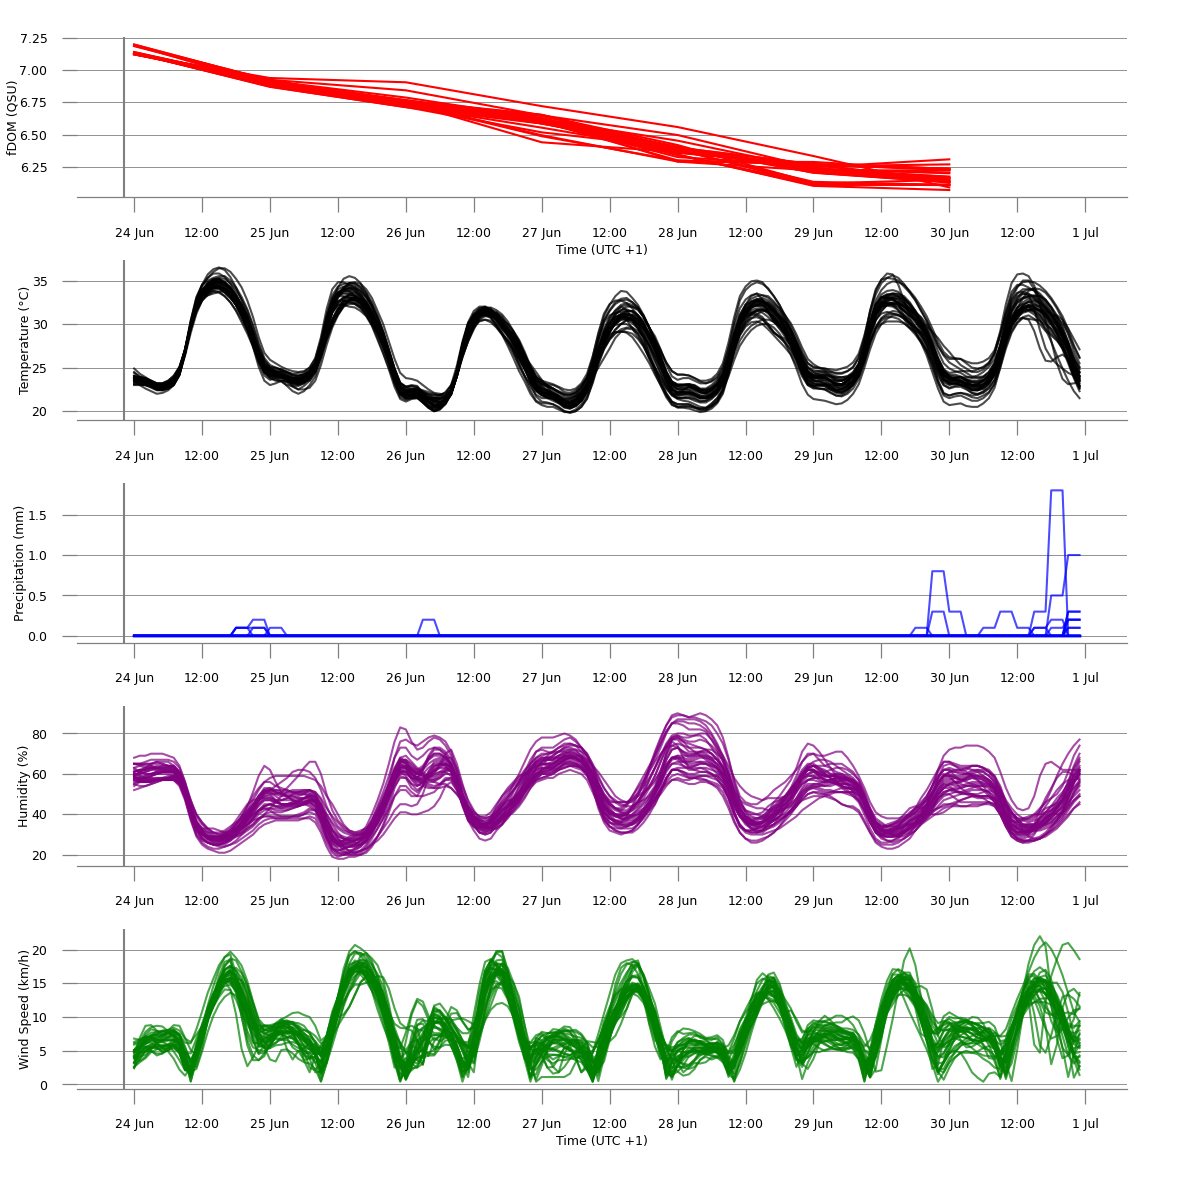 7.25
7.00
6.75
6.50
6.25
fDOM (QSU)
24 Jun 12:00 25 Jun 12:00 26 Jun 12:00 27 Jun 12:00 28 Jun 12:00 29 Jun 12:00 30 Jun 12:00 1 Jul
Time (UTC +1)
35
30
25
20
Temperature (°C)
24 Jun 12:00 25 Jun 12:00 26 Jun 12:00 27 Jun 12:00 28 Jun 12:00 29 Jun 12:00 30 Jun 12:00 1 Jul
1.5
1.0
0.5
0.0
Precipitation (mm)
24 Jun 12:00 25 Jun 12:00 26 Jun 12:00 27 Jun 12:00 28 Jun 12:00 29 Jun 12:00 30 Jun 12:00 1 Jul
80
60
40
20
Humidity (%)
24 Jun 12:00 25 Jun 12:00 26 Jun 12:00 27 Jun 12:00 28 Jun 12:00 29 Jun 12:00 30 Jun 12:00 1 Jul
20
15
10
5
0
Wind Speed (km/h)
24 Jun 12:00 25 Jun 12:00 26 Jun 12:00 27 Jun 12:00 28 Jun 12:00 29 Jun 12:00 30 Jun 12:00 1 Jul
Time (UTC +1)